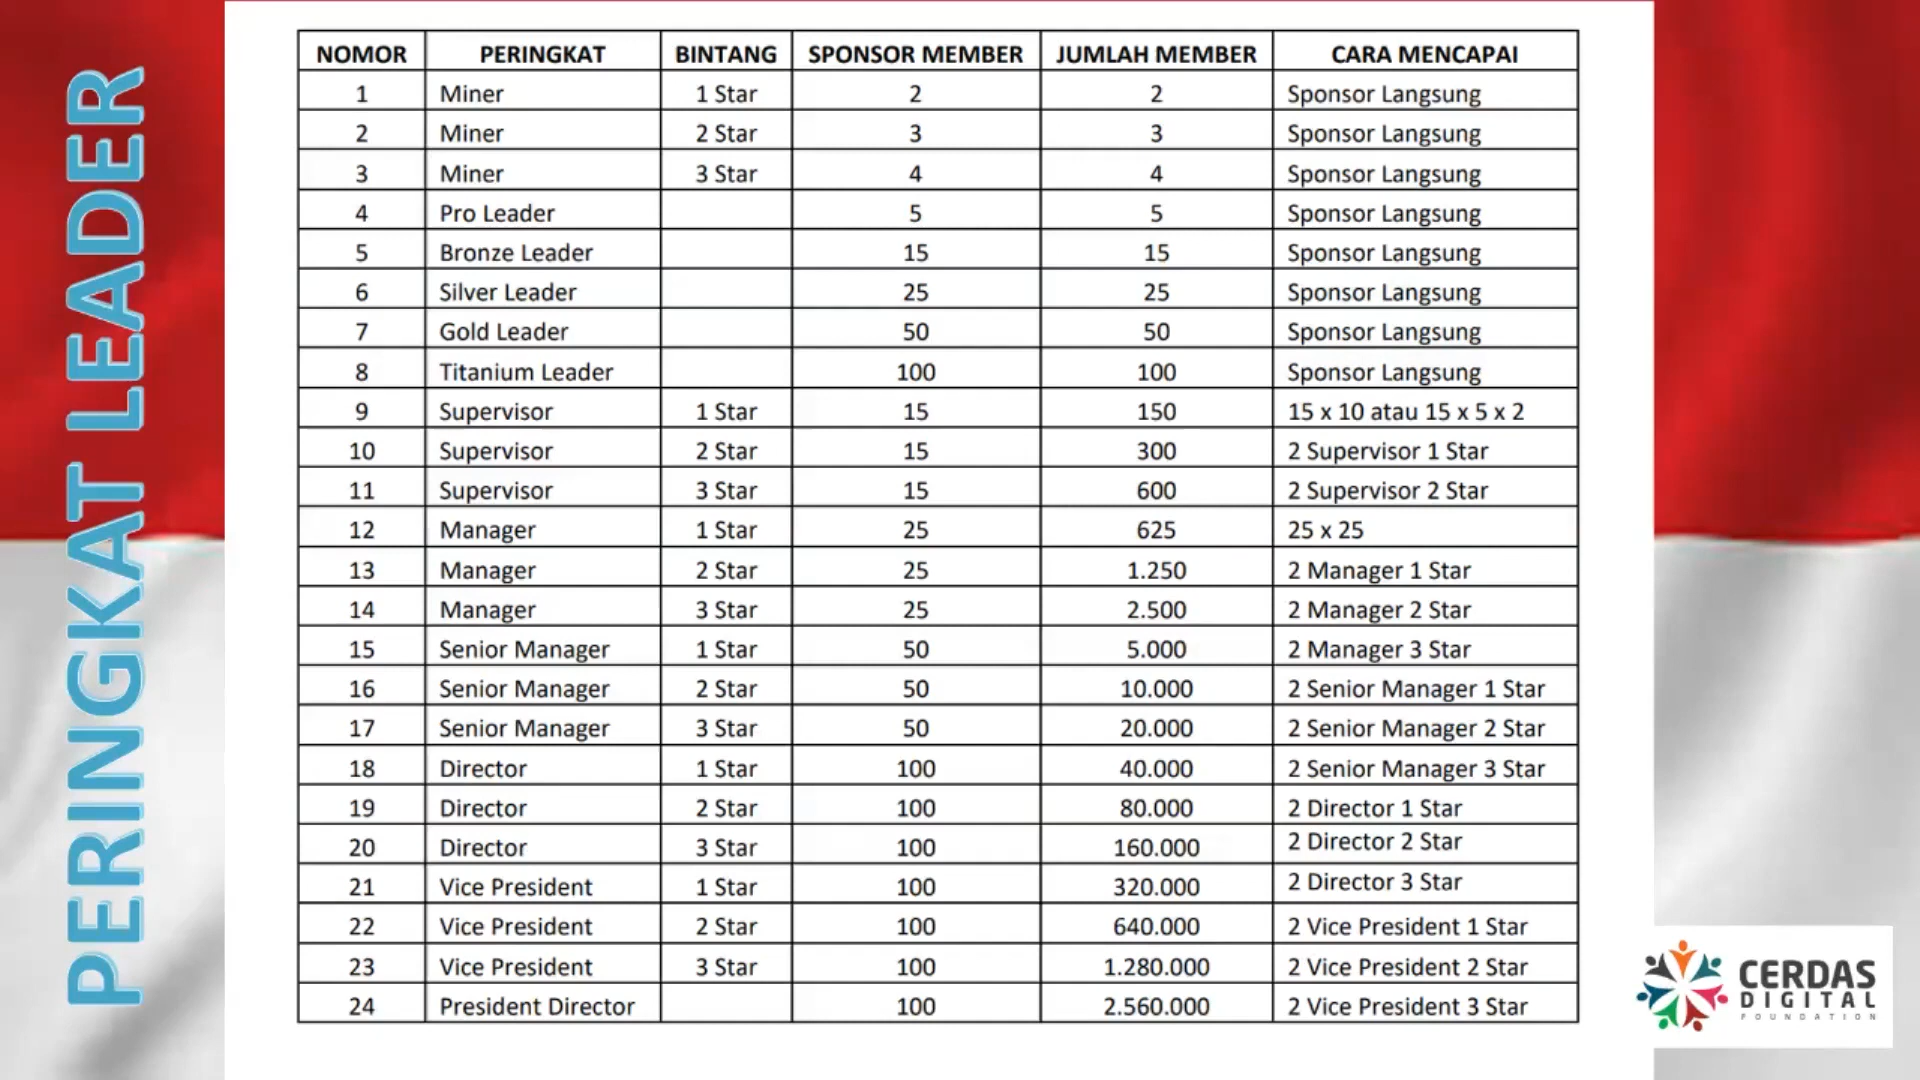 PERINGKAT LEADER
NOMOR PERINGKAT BINTANG SPONSOR MEMBER JUMLAH MEMBER CARA MENCAPAI
1 Miner 1 Star 2 2 Sponsor Langsung
2 Miner 2 Star 3 3 Sponsor Langsung
3 Miner 3 Star 4 4 Sponsor Langsung
4 Pro Leader 5 5 Sponsor Langsung
5 Bronze Leader 15 15 Sponsor Langsung
6 Silver Leader 25 25 Sponsor Langsung
7 Gold Leader 50 50 Sponsor Langsung
8 Titanium Leader 100 100 Sponsor Langsung
9 Supervisor 1 Star 15 150 15 x 10 atau 15 x 5 x 2
10 Supervisor 2 Star 15 300 2 Supervisor 1 Star
11 Supervisor 3 Star 15 600 2 Supervisor 2 Star
12 Manager 1 Star 25 625 25 x 25
13 Manager 2 Star 25 1.250 2 Manager 1 Star
14 Manager 3 Star 25 2.500 2 Manager 2 Star
15 Senior Manager 1 Star 50 5.000 2 Manager 3 Star
16 Senior Manager 2 Star 50 10.000 2 Senior Manager 1 Star
17 Senior Manager 3 Star 50 20.000 2 Senior Manager 2 Star
18 Director 1 Star 100 40.000 2 Senior Manager 3 Star
19 Director 2 Star 100 80.000 2 Director 1 Star
20 Director 3 Star 100 160.000 2 Director 2 Star
21 Vice President 1 Star 100 320.000 2 Director 3 Star
22 Vice President 2 Star 100 640.000 2 Vice President 1 Star
23 Vice President 3 Star 100 1.280.000 2 Vice President 2 Star
24 President Director 100 2.560.000 2 Vice President 3 Star
CERDAS
DIGITAL
FOUNDATION